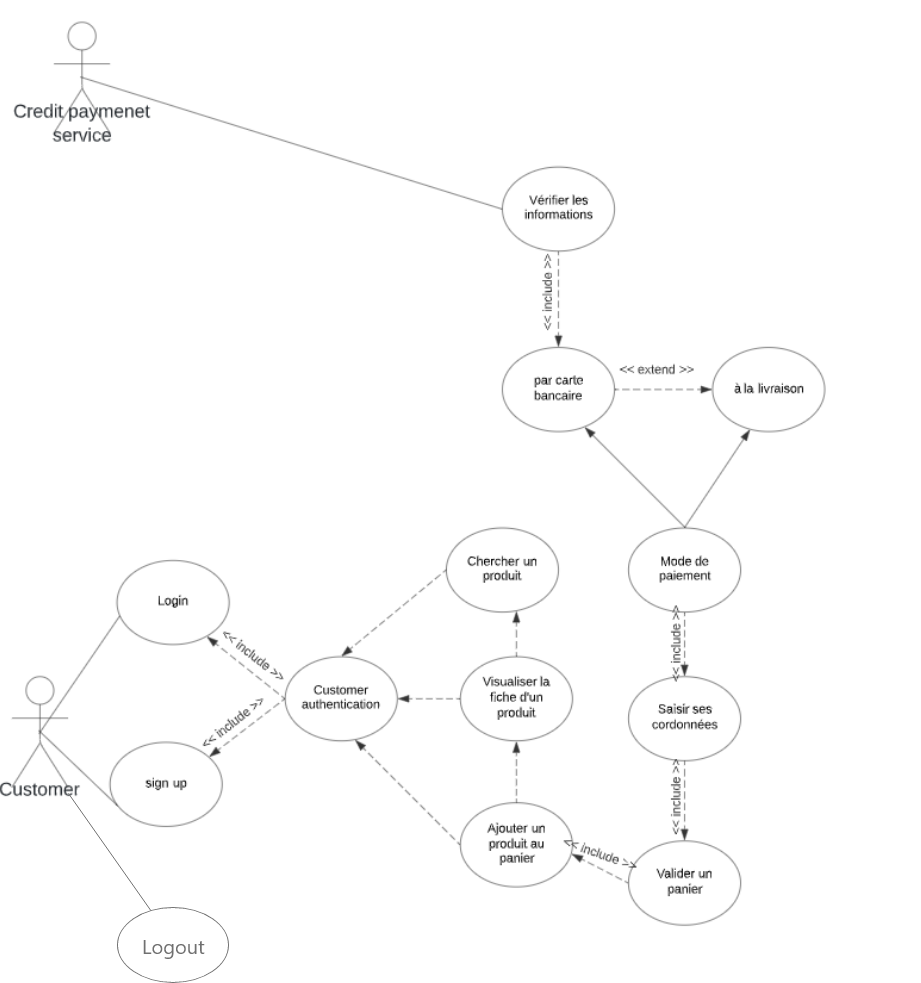 Credit paymenet
service
Vérifier les
informations
<< include >>
par carte
bancaire
<< extend >>
à la livraison
Chercher un
produit
Mode de
paiement
Login
<< include >>
<< include >>
Customer
authentication
Visualiser la
fiche d'un
produit
Saisir ses
cordonnées
<< include >>
sign up
Customer
<< include >>
Ajouter un
produit au
panier
<< include >>
Valider un
panier
Logout